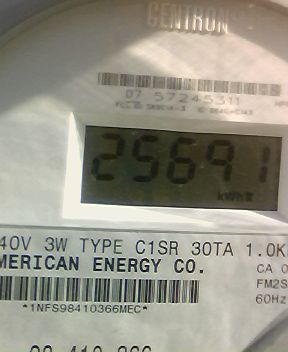 CENTRON
07 57245311
25691
kWh
40V 3W TYPE C1SR 30TA 1.0K
MERICAN ENERGY CO.
CA 0
FM2S
60Hz
*1NFS98410366MEC*